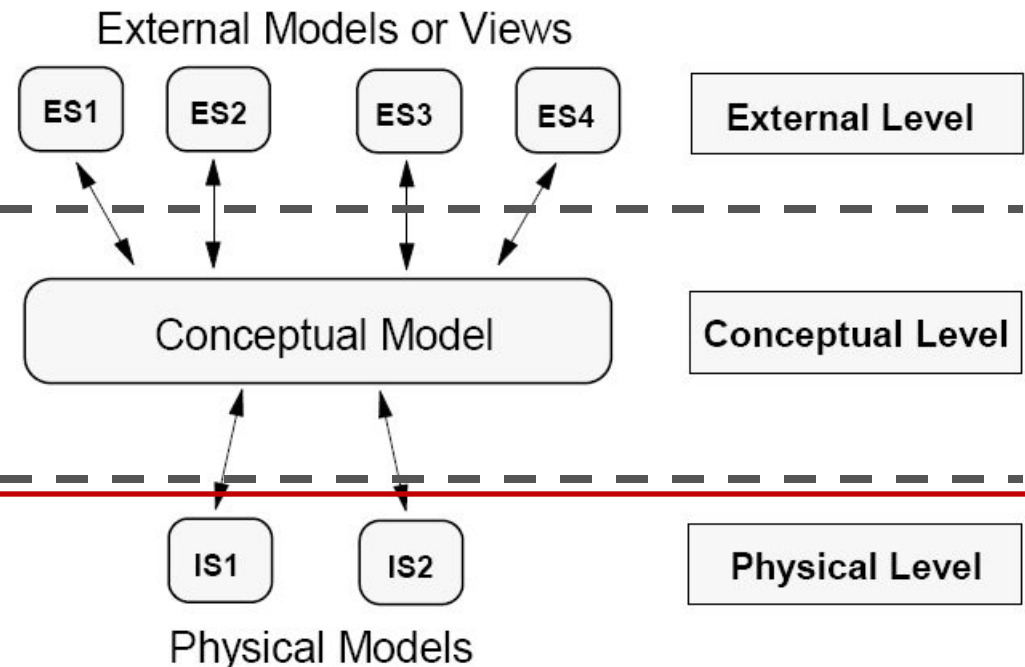 External Models or Views
ES1 ES2 ES3 ES4 External Level
Conceptual Model Conceptual Level
IS1 IS2 Physical Level
Physical Models